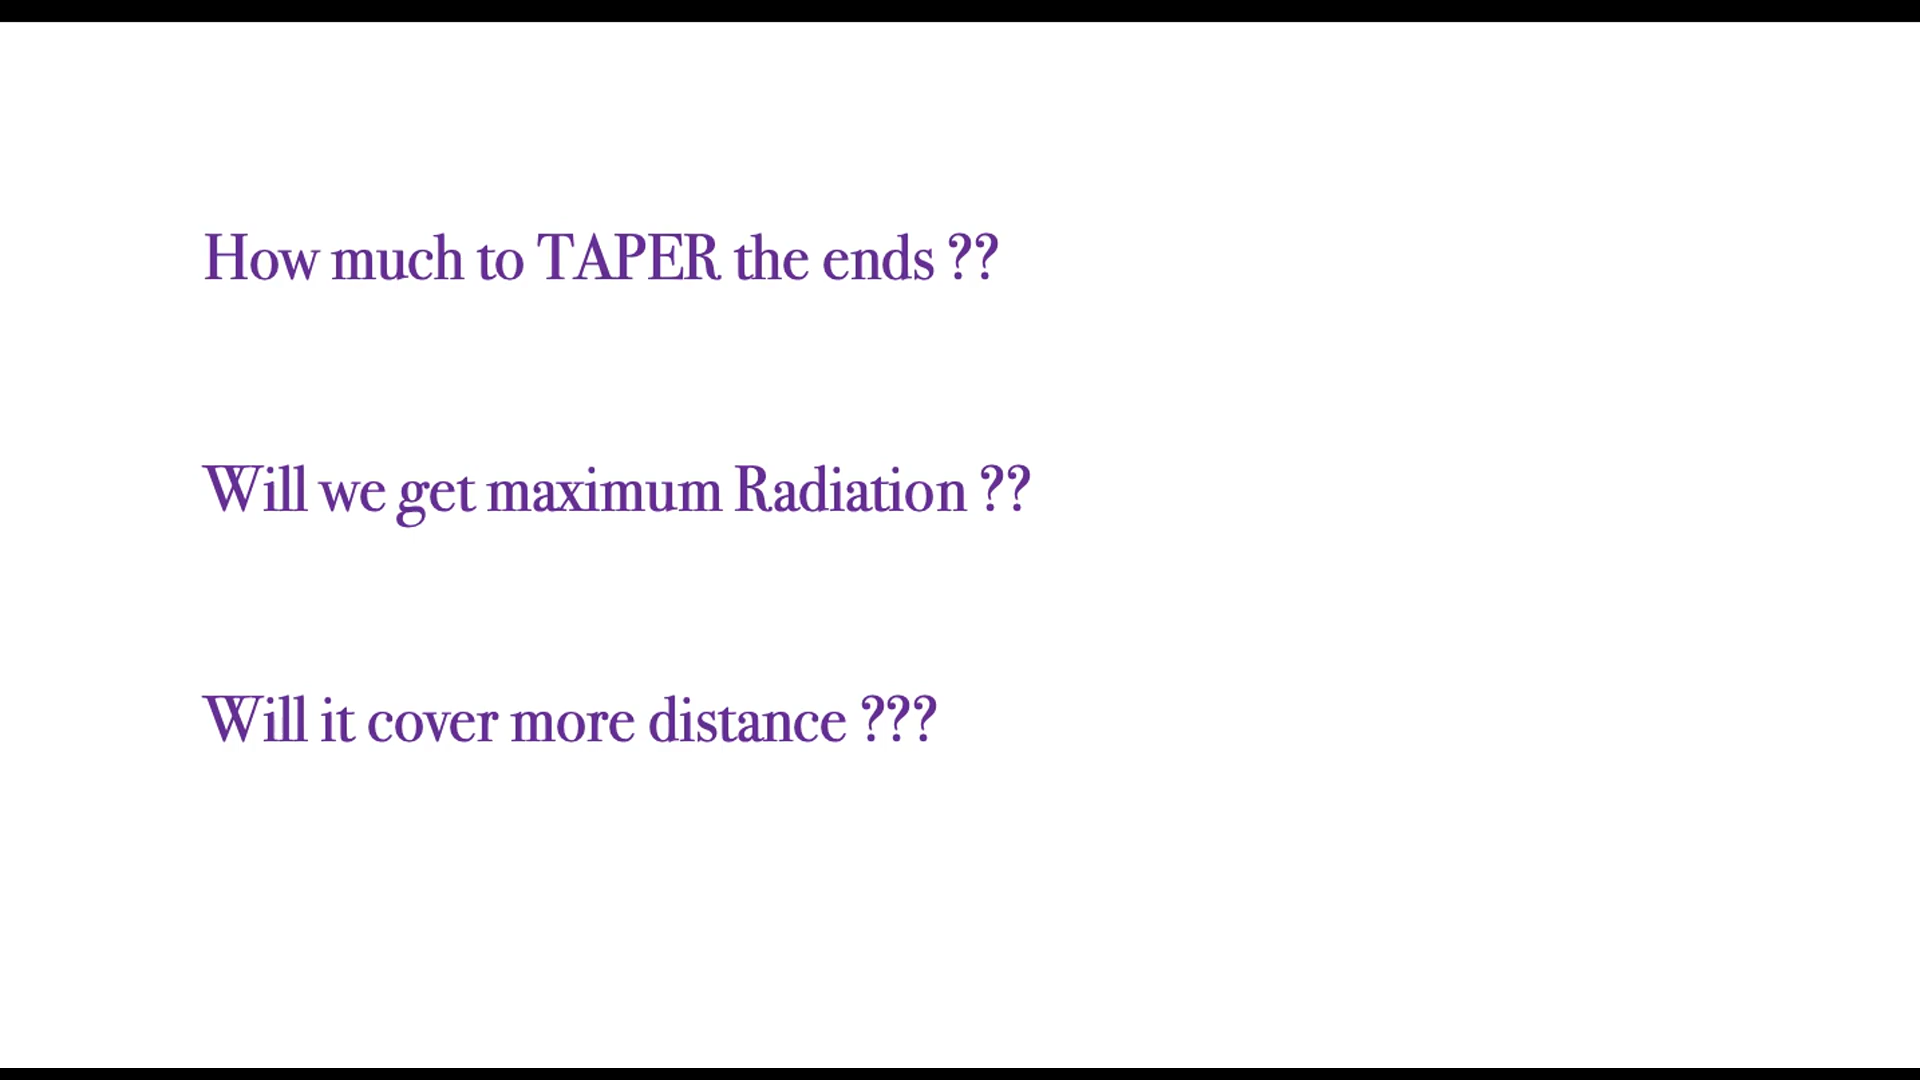 How much to TAPER the ends ??
Will we get maximum Radiation ??
Will it cover more distance ???